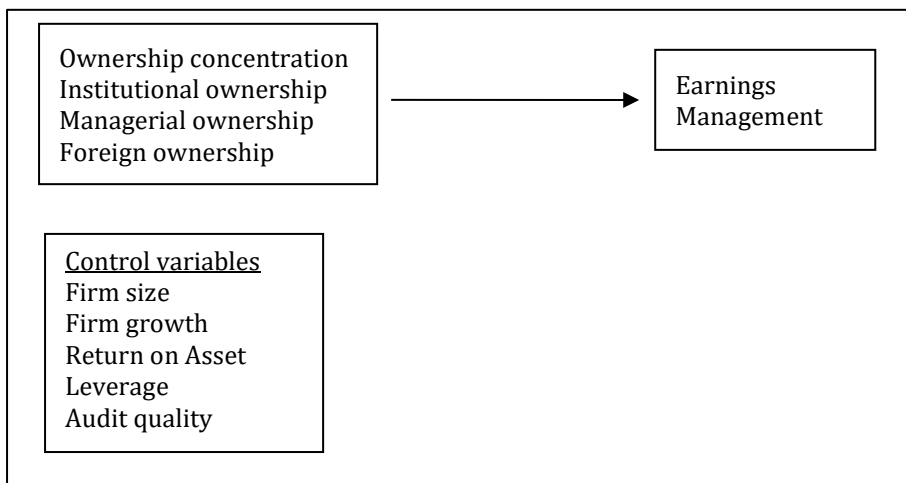 Ownership concentration
Institutional ownership
Managerial ownership
Foreign ownership
Earnings
Management
Control variables
Firm size
Firm growth
Return on Asset
Leverage
Audit quality